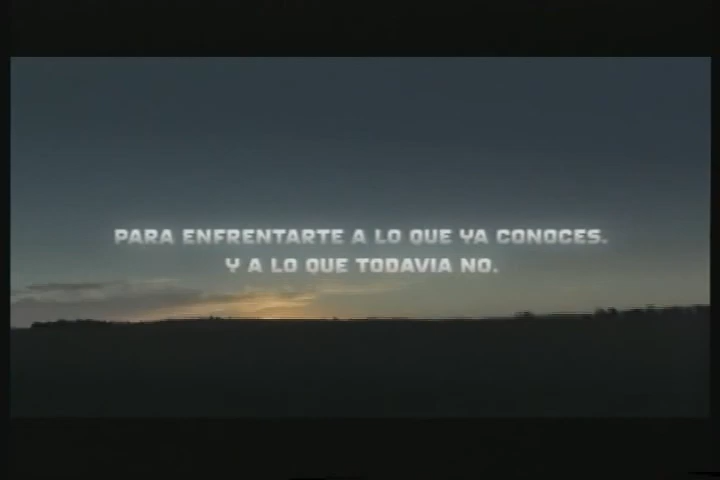 PARA ENFRENTARTE A LO QUE YA CONOCES.
Y A LO QUE TODAVIA NO.